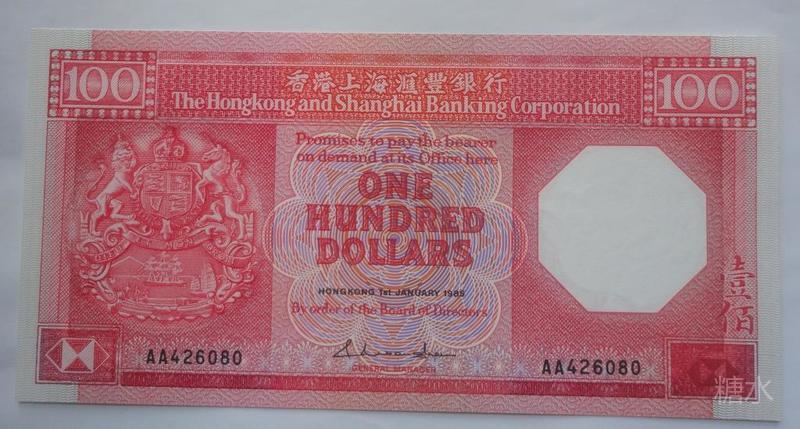 100
香港上海滙豐銀行
100
The Hongkong and Shanghai Banking Corporation
Promises to pay the bearer
on demand at its Office here
ONE
HUNDRED
DOLLARS
HONGKONG 1st JANUARY 1985
By order of the Board of Directors
壹佰
AA426080
GENERAL MANAGER
AA426080
糖水